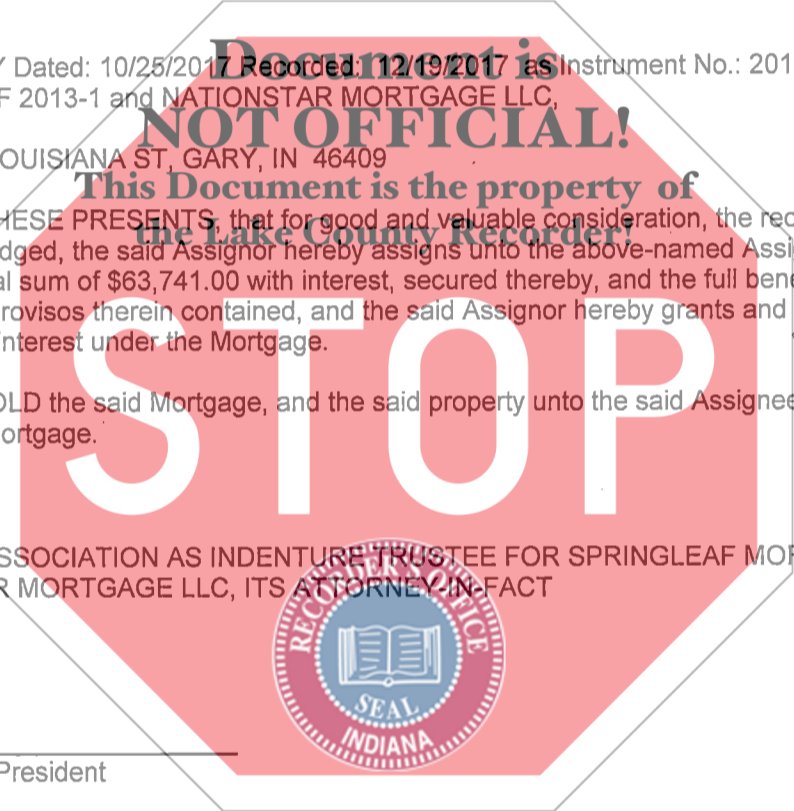 Dated: 10/25/2017 Recorded: 12/19/2017 as Instrument No.: 201
Document is
F 2013-1 and NATIONSTAR MORTGAGE LLC,
NOT OFFICIAL!
OUISIANA ST, GARY, IN 46409
This Document is the property of
HESE PRESENTS, that for good and valuable consideration, the rec
the Lake County Recorder!
dged, the said Assignor hereby assigns unto the above-named Assi
al sum of $63,741.00 with interest, secured thereby, and the full bene
rovisos therein contained, and the said Assignor hereby grants and
nterest under the Mortgage.
STOP
OLD the said Mortgage, and the said property unto the said Assignee
ortgage.
SSOCIATION AS INDENTURE TRUSTEE FOR SPRINGLEAF MOR
R MORTGAGE LLC, ITS ATTORNEY-IN-FACT
RECORDER'S OFFICE
SEAL
INDIANA
President